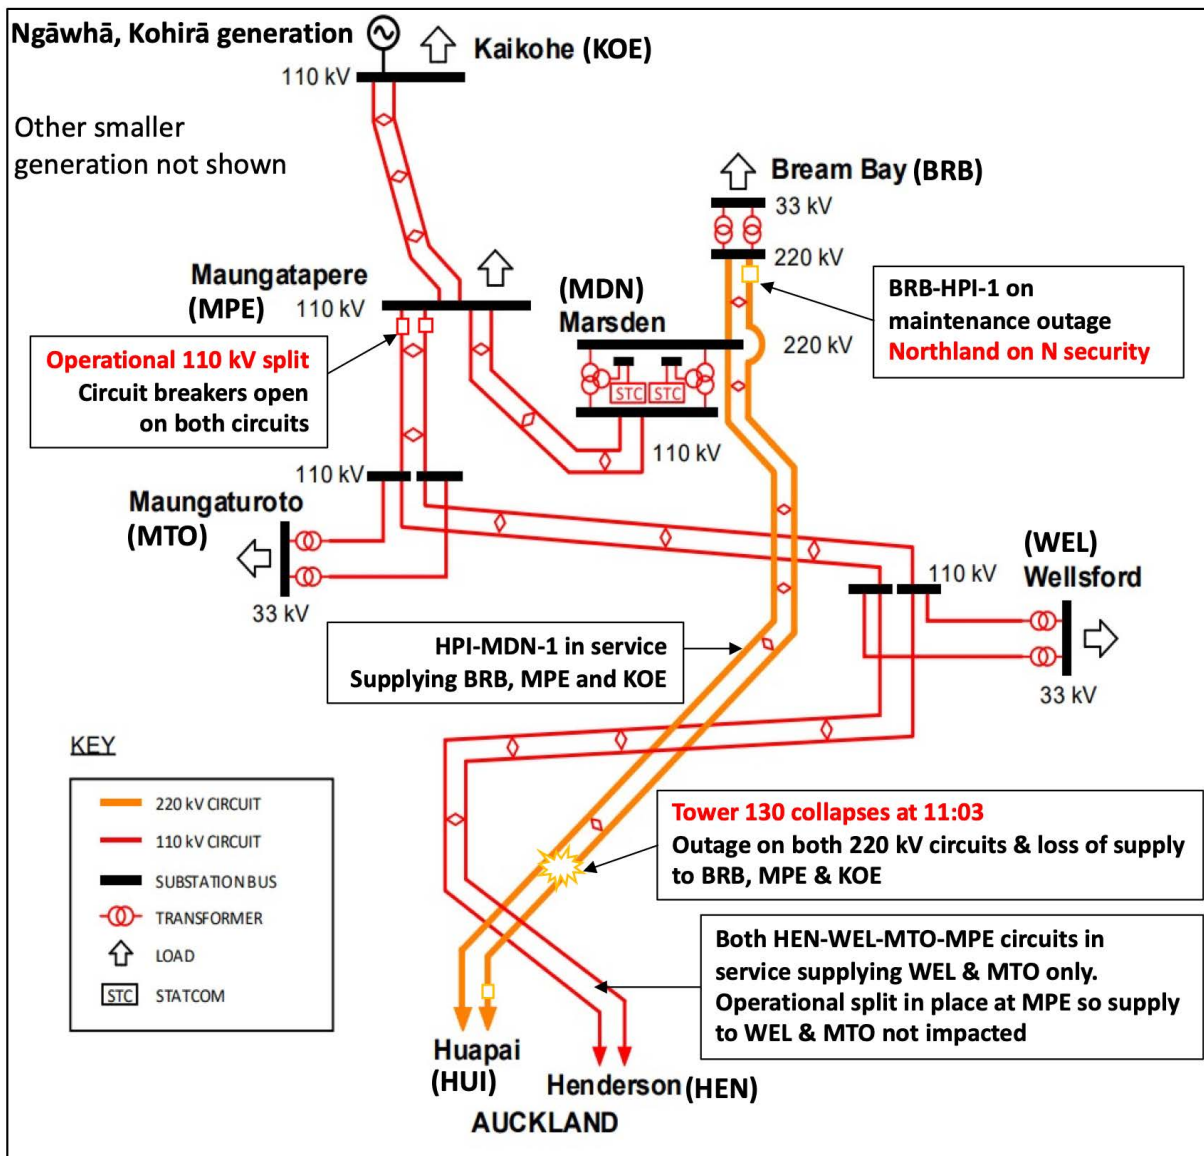 Ngāwhā, Kohirā generation
Kaikohe (KOE)
110 kV
Other smaller
generation not shown
Bream Bay (BRB)
33 kV
220 kV
Maungatapere
(MPE)
110 kV
(MDN)
Marsden
220 kV
BRB-HPI-1 on
maintenance outage
Northland on N security
Operational 110 kV split
Circuit breakers open
on both circuits
STC
STC
110 kV
110 kV
Maungaturoto
(MTO)
33 kV
(WEL)
Wellsford
110 kV
33 kV
HPI-MDN-1 in service
Supplying BRB, MPE and KOE
KEY
220 kV CIRCUIT
110 kV CIRCUIT
SUBSTATION BUS
TRANSFORMER
LOAD
STC STATCOM
Tower 130 collapses at 11:03
Outage on both 220 kV circuits & loss of supply
to BRB, MPE & KOE
Both HEN-WEL-MTO-MPE circuits in
service supplying WEL & MTO only.
Operational split in place at MPE so supply
to WEL & MTO not impacted
Huapai
(HUI)
Henderson (HEN)
AUCKLAND